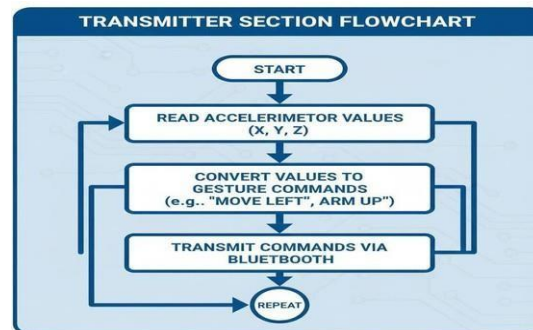 TRANSMITTER SECTION FLOWCHART
START
READ ACCELERIMETOR VALUES
(X, Y, Z)
CONVERT VALUES TO
GESTURE COMMANDS
(e.g.. "MOVE LEFT", ARM UP")
TRANSMIT COMMANDS VIA
BLUETBOOTH
REPEAT